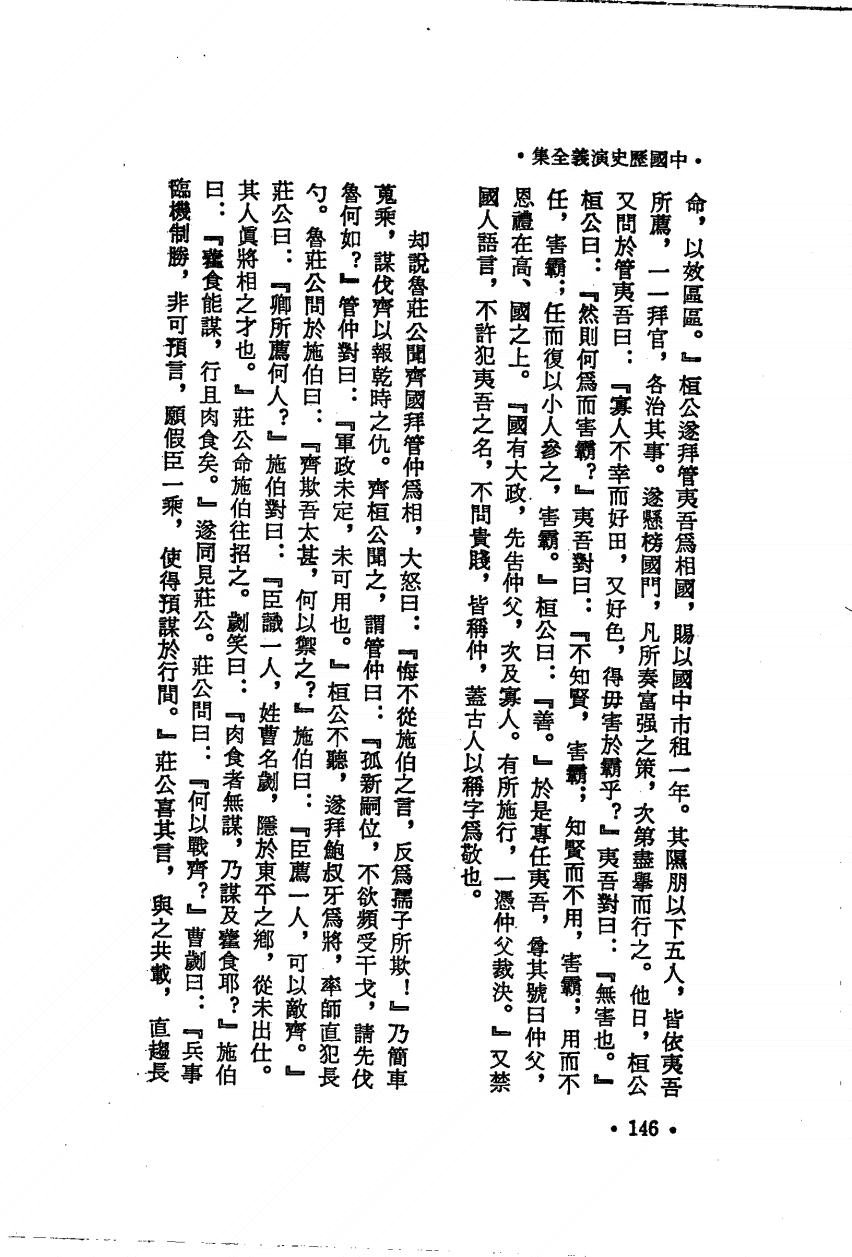 •中國歷史演義全集•
命，以效區區。』桓公遂拜管夷吾爲相國，賜以國中市租一年。其隰朋以下五人，皆依夷吾
所薦，一一拜官，各治其事。遂懸榜國門，凡所奏富强之策，次第盡舉而行之。他日，桓公
又問於管夷吾曰：『寡人不幸而好田，又好色，得毋害於霸乎？』夷吾對曰：『無害也。』
桓公曰：『然則何爲而害霸？』夷吾對曰：『不知賢，害霸；知賢而不用，害霸；用而不
任，害霸；任而復以小人參之，害霸。』桓公曰：『善。』於是專任夷吾，尊其號曰仲父，
恩禮在高、國之上。『國有大政，先告仲父，次及寡人。有所施行，一憑仲父裁決。』又禁
國人語言，不許犯夷吾之名，不問貴賤，皆稱仲，蓋古人以稱字爲敬也。
却說魯莊公聞齊國拜管仲爲相，大怒曰：『悔不從施伯之言，反爲孺子所欺！』乃簡車
蒐乘，謀伐齊以報乾時之仇。齊桓公聞之，謂管仲曰：『孤新嗣位，不欲頻受干戈，請先伐
魯何如？』管仲對曰：『軍政未定，未可用也。』桓公不聽，遂拜鮑叔牙爲將，率師直犯長
勺。魯莊公問於施伯曰：『齊欺吾太甚，何以禦之？』施伯曰：『臣薦一人，可以敵齊。』
莊公曰：『卿所薦何人？』施伯對曰：『臣識一人，姓曹名劌，隱於東平之鄉，從未出仕。
其人眞將相之才也。』莊公命施伯往招之。劌笑曰：『肉食者無謀，乃謀及藿食耶？』施伯
曰：『藿食能謀，行且肉食矣。』遂同見莊公。莊公問曰：『何以戰齊？』曹劌曰：『兵事
臨機制勝，非可預言，願假臣一乘，使得預謀於行間。』莊公喜其言，與之共載，直趨長
•146•